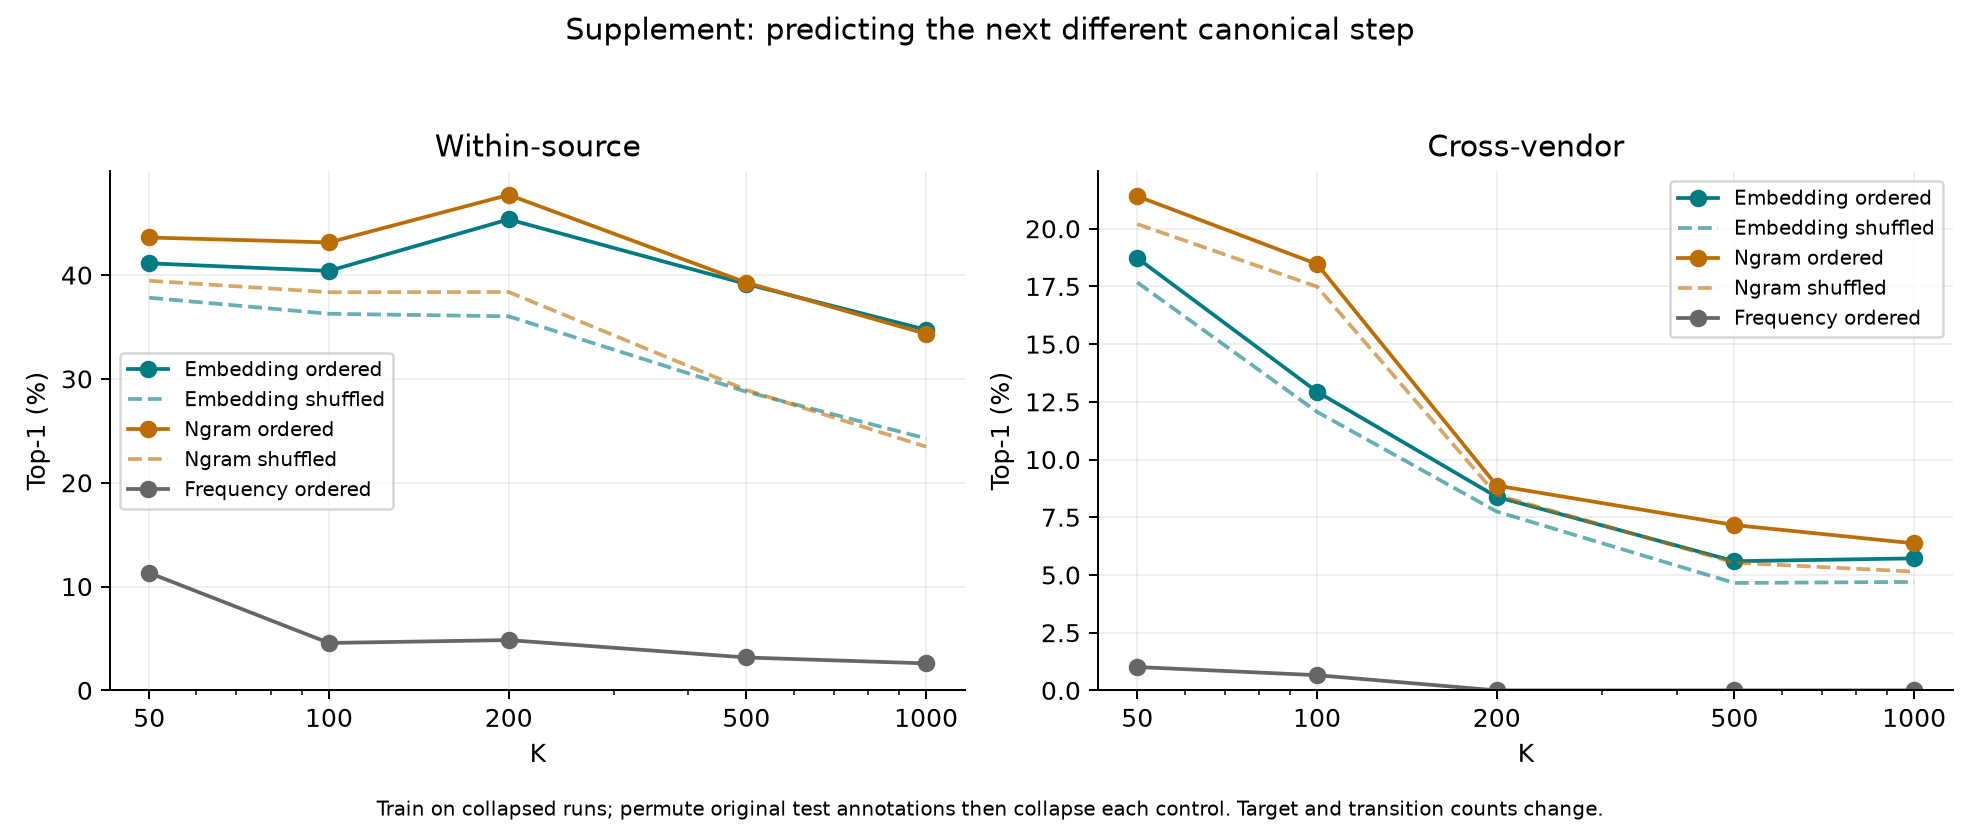 Supplement: predicting the next different canonical step
Within-source
Top-1 (%)
40
30
20
10
0
Embedding ordered
Embedding shuffled
Ngram ordered
Ngram shuffled
Frequency ordered
50 100 200 500 1000
K
Cross-vendor
Top-1 (%)
20.0
17.5
15.0
12.5
10.0
7.5
5.0
2.5
0.0
Embedding ordered
Embedding shuffled
Ngram ordered
Ngram shuffled
Frequency ordered
50 100 200 500 1000
K
Train on collapsed runs; permute original test annotations then collapse each control. Target and transition counts change.